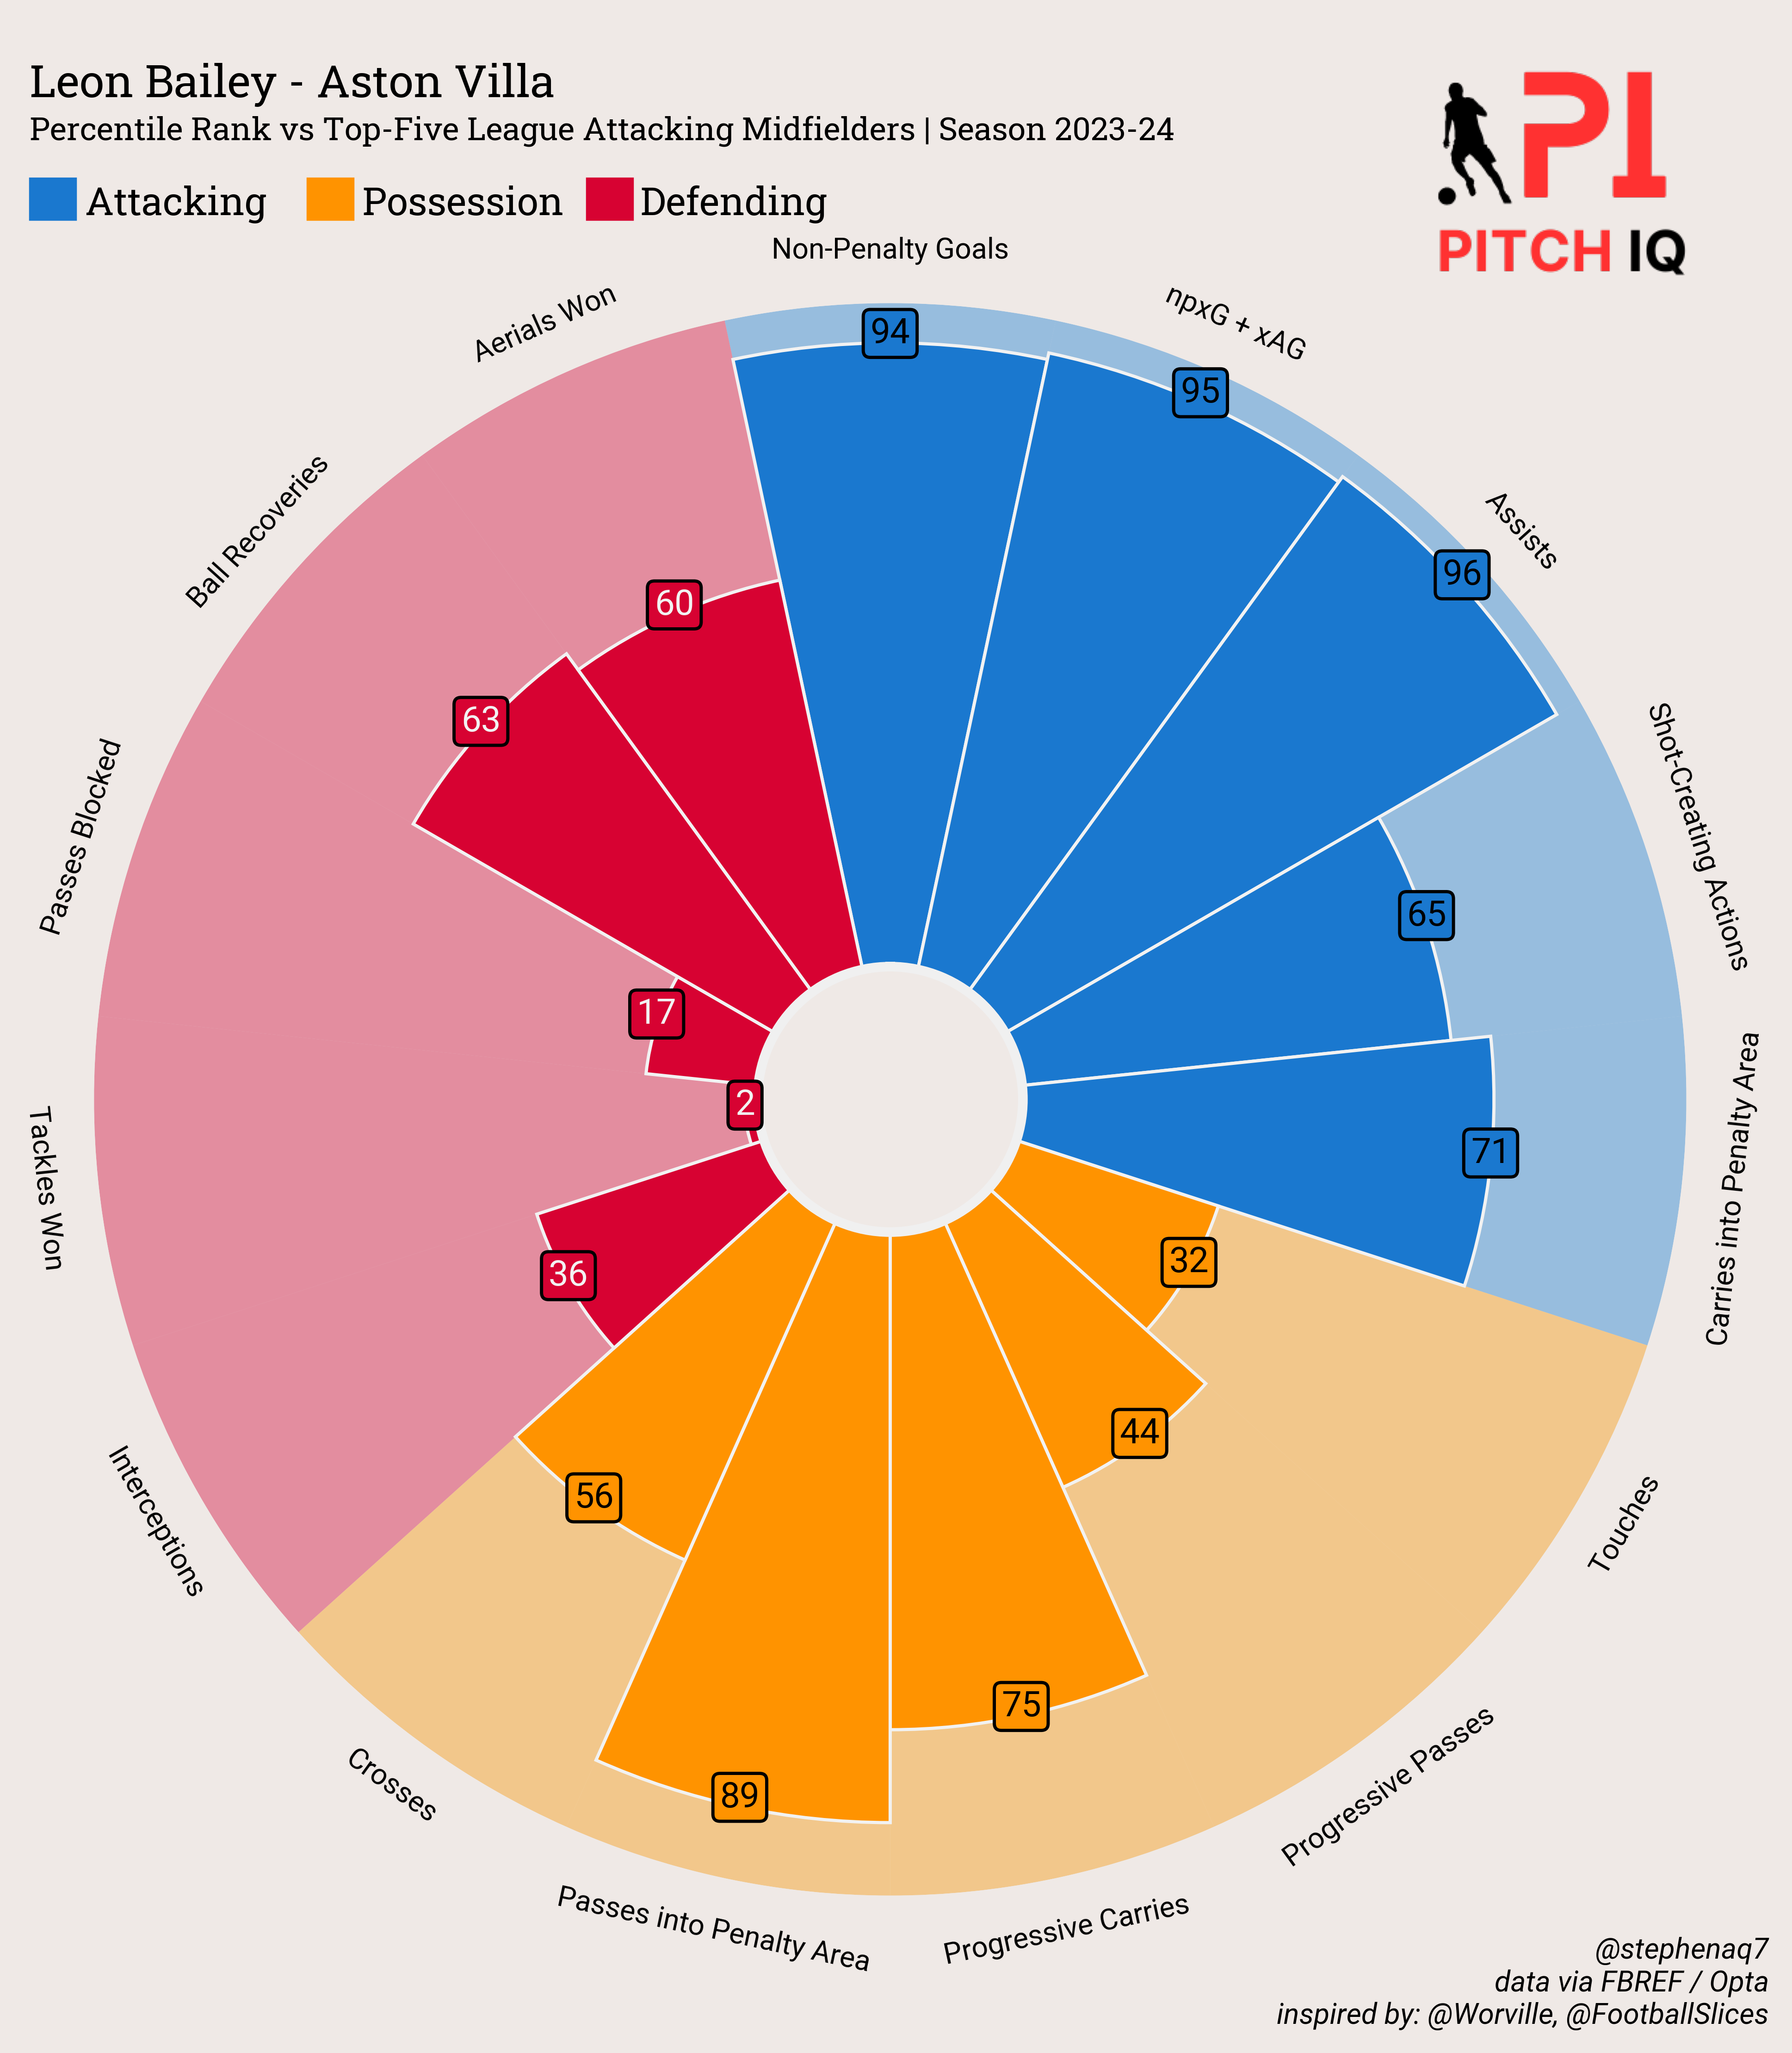 Leon Bailey - Aston Villa
Percentile Rank vs Top-Five League Attacking Midfielders | Season 2023-24
Attacking
Possession
Defending
PI
PITCH IQ
Non-Penalty Goals
94
npxG + xAG
95
Assists
96
Shot-Creating Actions
65
Carries into Penalty Area
71
Touches
32
Progressive Passes
44
Progressive Carries
75
Passes into Penalty Area
89
Crosses
56
Interceptions
36
Tackles Won
2
Passes Blocked
17
Ball Recoveries
63
Aerials Won
60
@stephenaq7
data via FBREF / Opta
inspired by: @Worville, @FootballSlices